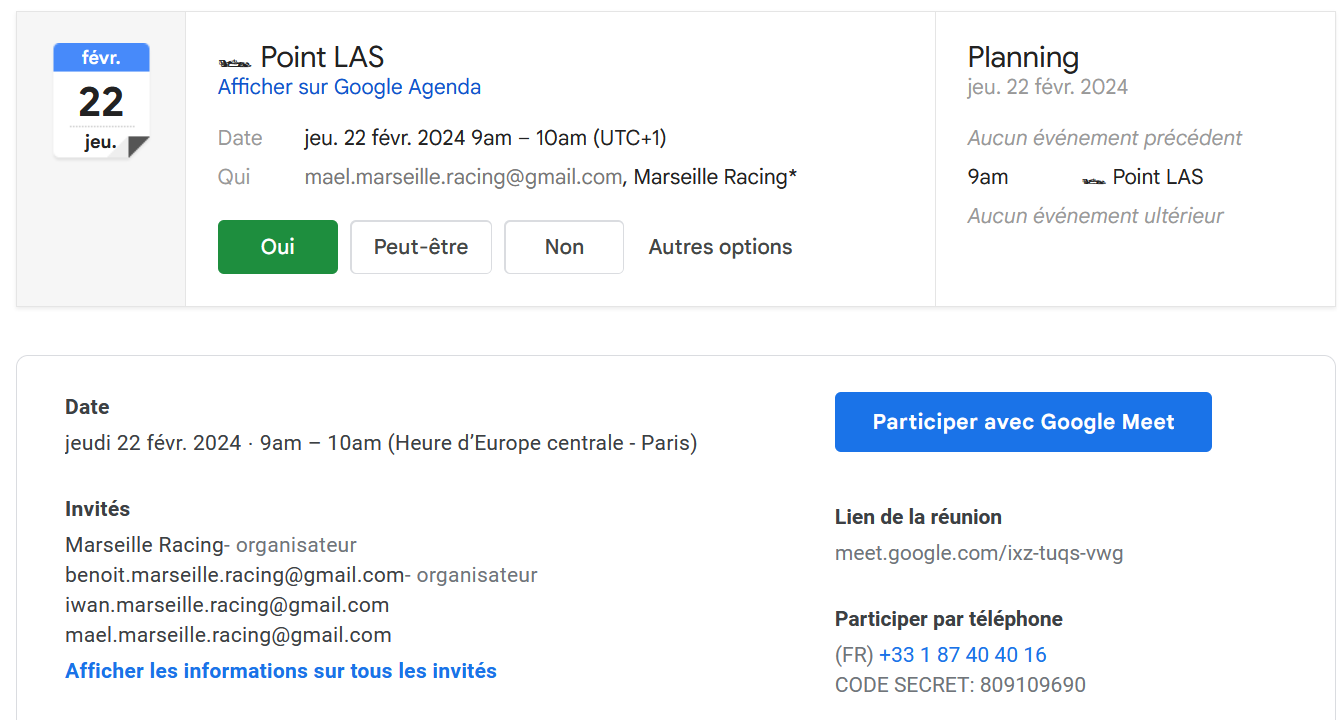 févr.
22
jeu.
Point LAS
Afficher sur Google Agenda
Date jeu. 22 févr. 2024 9am – 10am (UTC+1)
Qui mael.marseille.racing@gmail.com, Marseille Racing*
Oui Peut-être Non Autres options
Planning
jeu. 22 févr. 2024
Aucun événement précédent
9am Point LAS
Aucun événement ultérieur
Date
jeudi 22 févr. 2024 · 9am – 10am (Heure d’Europe centrale - Paris)
Invités
Marseille Racing- organisateur
benoit.marseille.racing@gmail.com- organisateur
iwan.marseille.racing@gmail.com
mael.marseille.racing@gmail.com
Afficher les informations sur tous les invités
Participer avec Google Meet
Lien de la réunion
meet.google.com/ixz-tuqs-vwg
Participer par téléphone
(FR) +33 1 87 40 40 16
CODE SECRET: 809109690